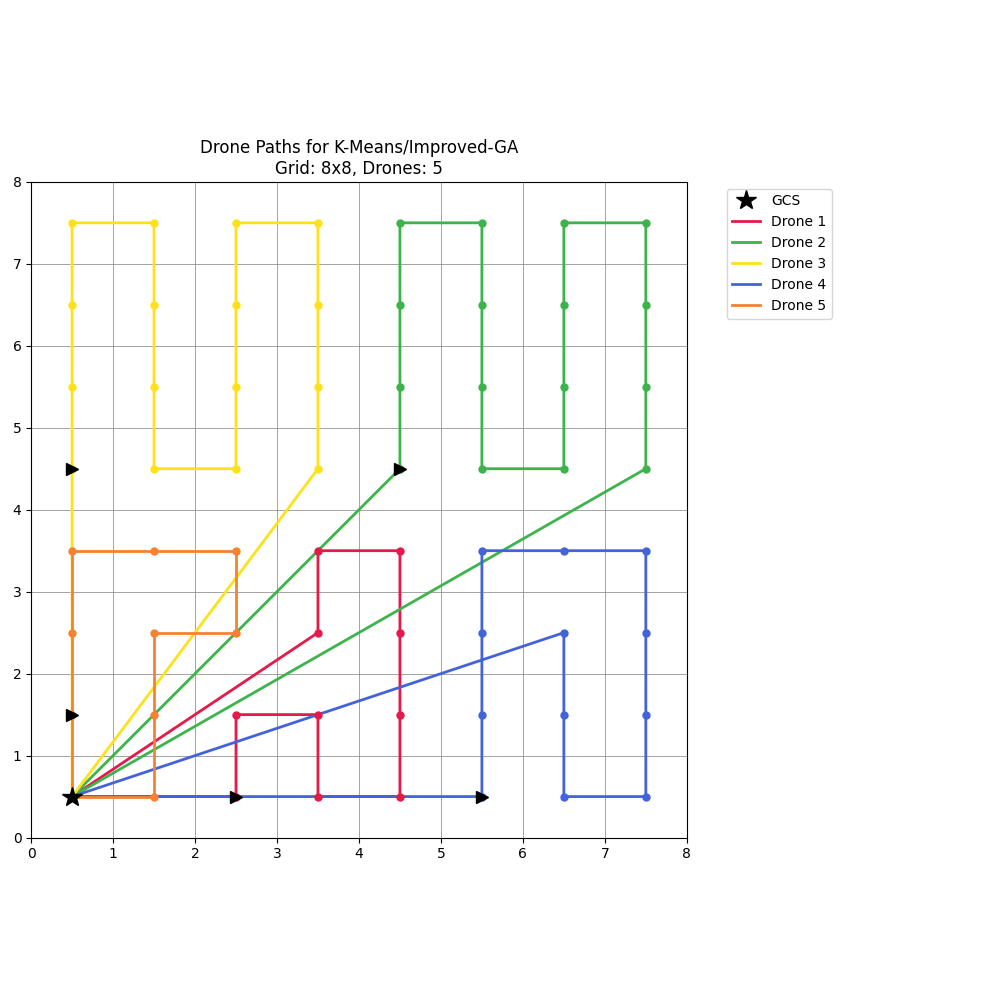 Drone Paths for K-Means/Improved-GA
Grid: 8x8, Drones: 5
GCS
Drone 1
Drone 2
Drone 3
Drone 4
Drone 5
8
7
6
5
4
3
2
1
0
0 1 2 3 4 5 6 7 8